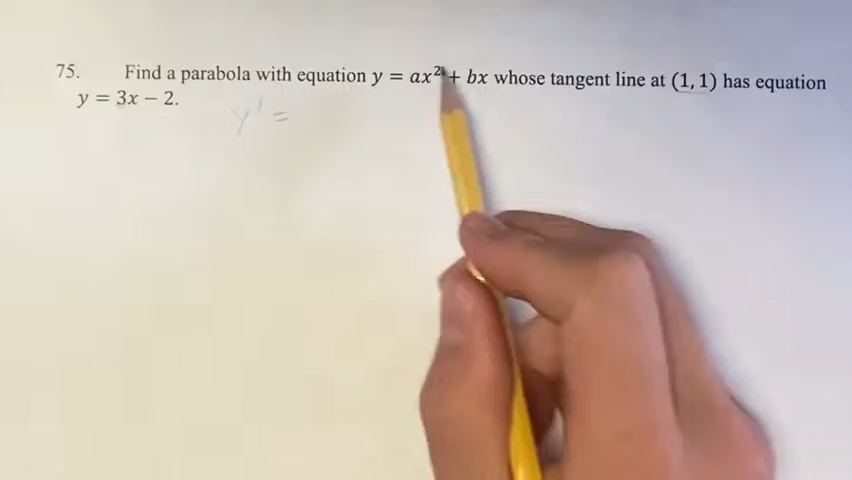 75. Find a parabola with equation y = ax² + bx whose tangent line at (1, 1) has equation
y = 3x − 2.
y' =